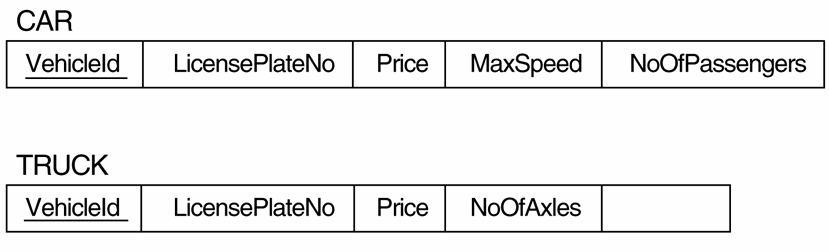 CAR
VehicleId LicensePlateNo Price MaxSpeed NoOfPassengers
TRUCK
VehicleId LicensePlateNo Price NoOfAxles